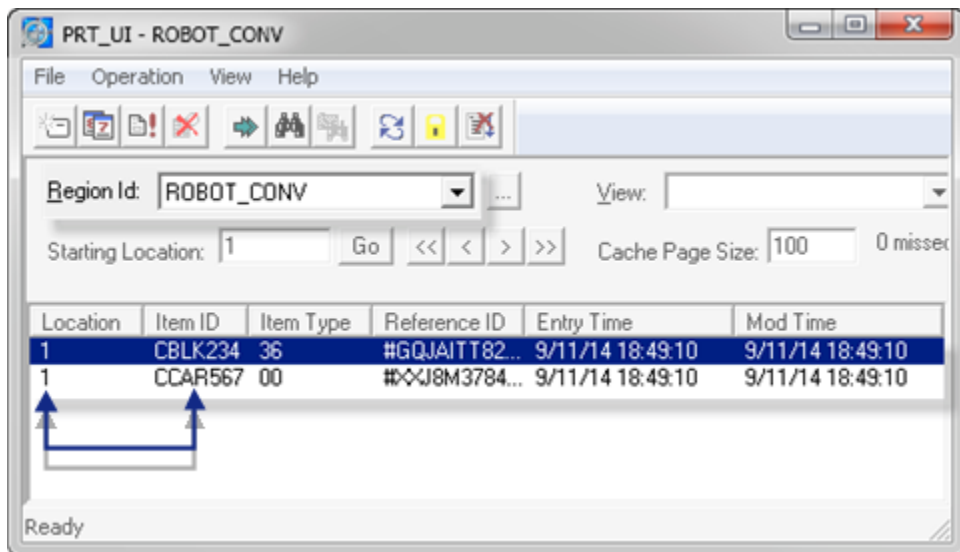 PRT_UI - ROBOT_CONV
File Operation View Help
Region Id: ROBOT_CONV ... View:
Starting Location: 1 Go << < > >> Cache Page Size: 100 0 missed
Location Item ID Item Type Reference ID Entry Time Mod Time
1 CBLK234 36 #GQJAITT82... 9/11/14 18:49:10 9/11/14 18:49:10
1 CCAR567 00 #XXJ8M3784... 9/11/14 18:49:10 9/11/14 18:49:10
Ready